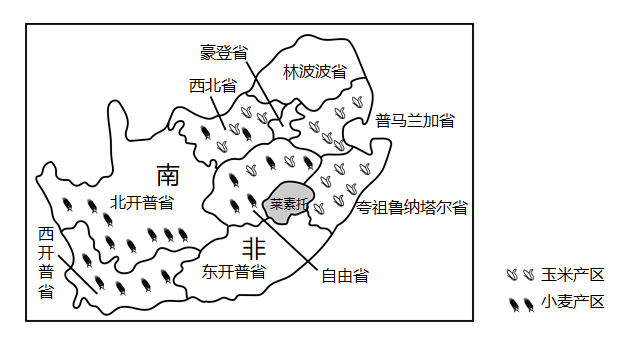 豪登省
林波波省
西北省
普马兰加省
南
北开普省
莱素托
夸祖鲁纳塔尔省
西开普省
非
东开普省
自由省
玉米产区
小麦产区